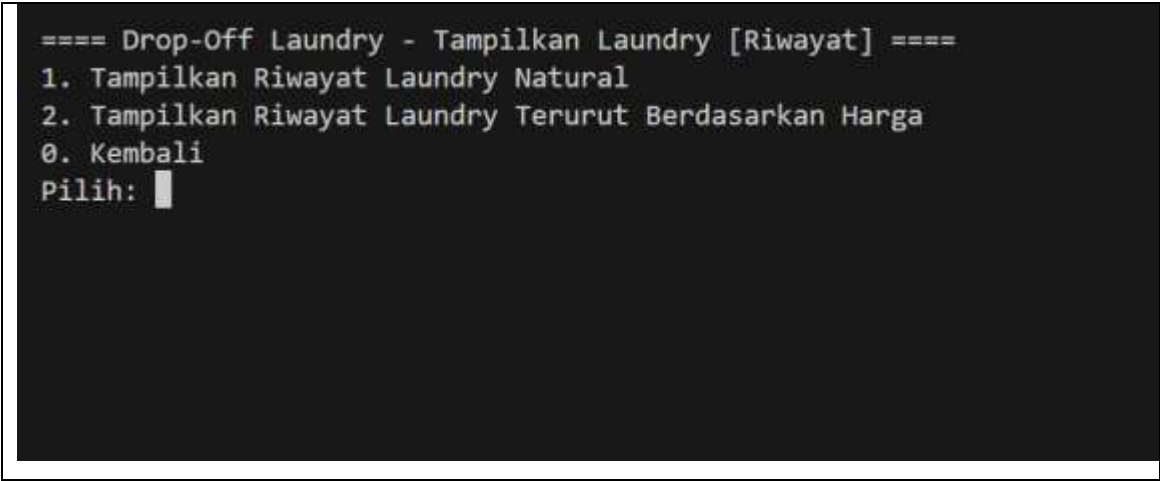 ==== Drop-Off Laundry - Tampilkan Laundry [Riwayat] ====
1. Tampilkan Riwayat Laundry Natural
2. Tampilkan Riwayat Laundry Terurut Berdasarkan Harga
0. Kembali
Pilih: